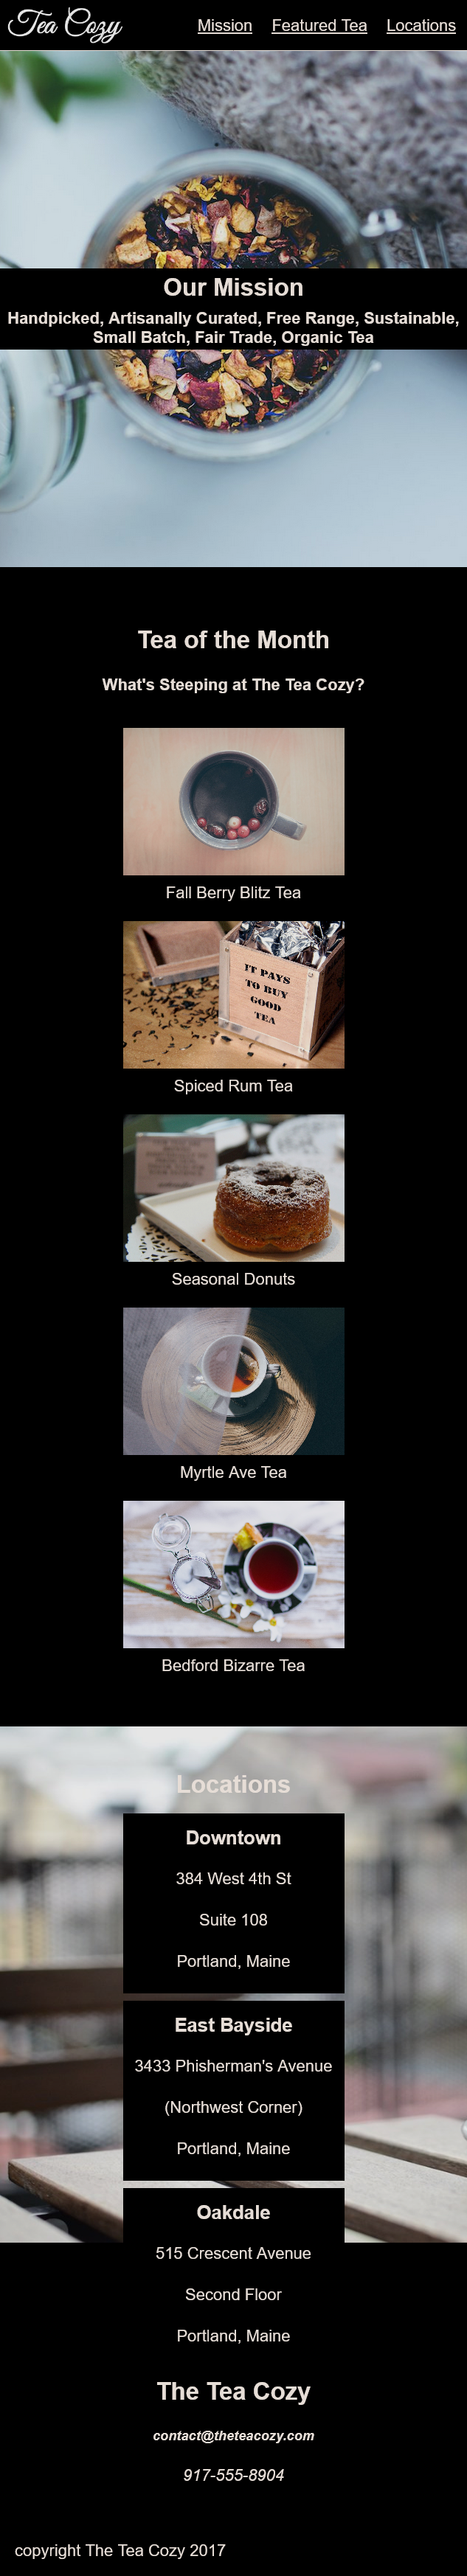 Tea Cozy
Mission Featured Tea Locations
Our Mission
Handpicked, Artisanally Curated, Free Range, Sustainable,
Small Batch, Fair Trade, Organic Tea
Tea of the Month
What's Steeping at The Tea Cozy?
Fall Berry Blitz Tea
IT PAYS
TO BUY
GOOD
TEA
Spiced Rum Tea
Seasonal Donuts
Myrtle Ave Tea
Bedford Bizarre Tea
Locations
Downtown
384 West 4th St
Suite 108
Portland, Maine
East Bayside
3433 Phisherman's Avenue
(Northwest Corner)
Portland, Maine
Oakdale
515 Crescent Avenue
Second Floor
Portland, Maine
The Tea Cozy
contact@theteacozy.com
917-555-8904
copyright The Tea Cozy 2017